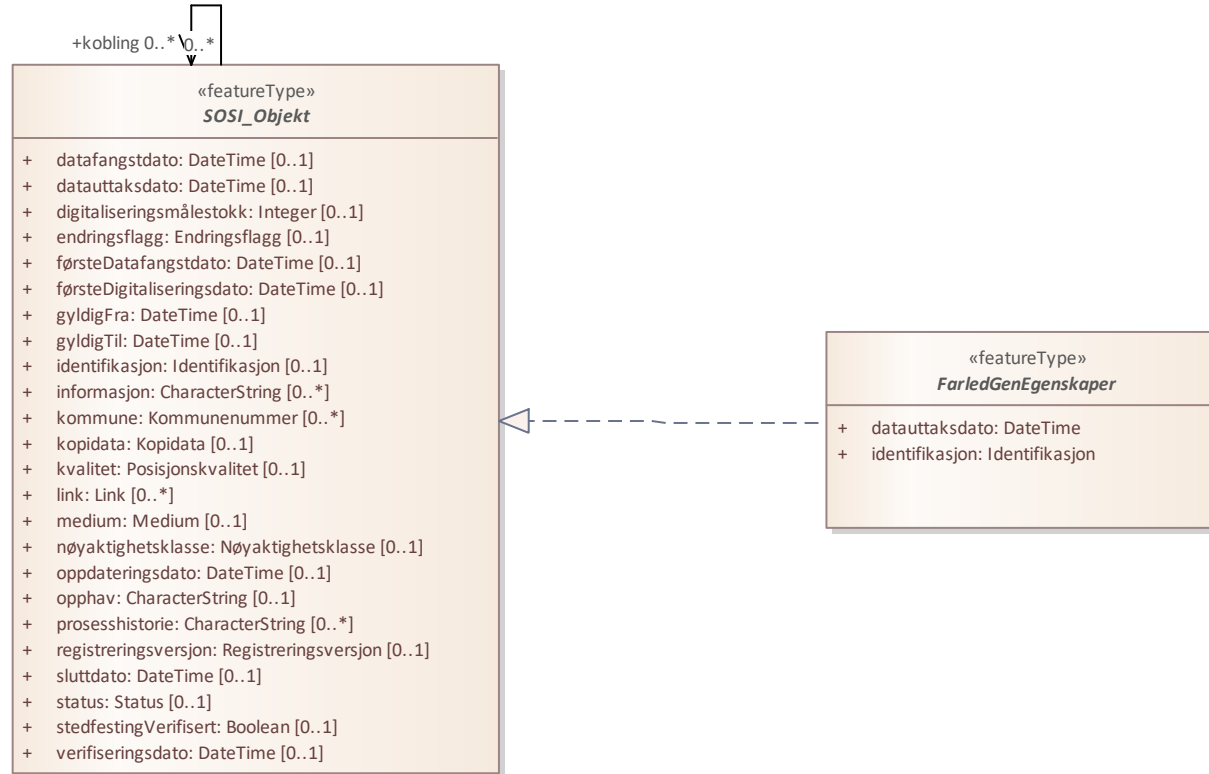 +kobling 0..* 0..*
«featureType»
SOSI_Objekt
+ datafangstdato: DateTime [0..1]
+ datauttaksdato: DateTime [0..1]
+ digitaliseringsmålestokk: Integer [0..1]
+ endringsflagg: Endringsflagg [0..1]
+ førsteDatafangstdato: DateTime [0..1]
+ førsteDigitaliseringsdato: DateTime [0..1]
+ gyldigFra: DateTime [0..1]
+ gyldigTil: DateTime [0..1]
+ identifikasjon: Identifikasjon [0..1]
+ informasjon: CharacterString [0..*]
+ kommune: Kommunenummer [0..*]
+ kopidata: Kopidata [0..1]
+ kvalitet: Posisjonskvalitet [0..1]
+ link: Link [0..*]
+ medium: Medium [0..1]
+ nøyaktighetsklasse: Nøyaktighetsklasse [0..1]
+ oppdateringsdato: DateTime [0..1]
+ opphav: CharacterString [0..1]
+ prosesshistorie: CharacterString [0..*]
+ registreringsversjon: Registreringsversjon [0..1]
+ sluttdato: DateTime [0..1]
+ status: Status [0..1]
+ stedfestingVerifisert: Boolean [0..1]
+ verifiseringsdato: DateTime [0..1]
«featureType»
FarledGenEgenskaper
+ datauttaksdato: DateTime
+ identifikasjon: Identifikasjon